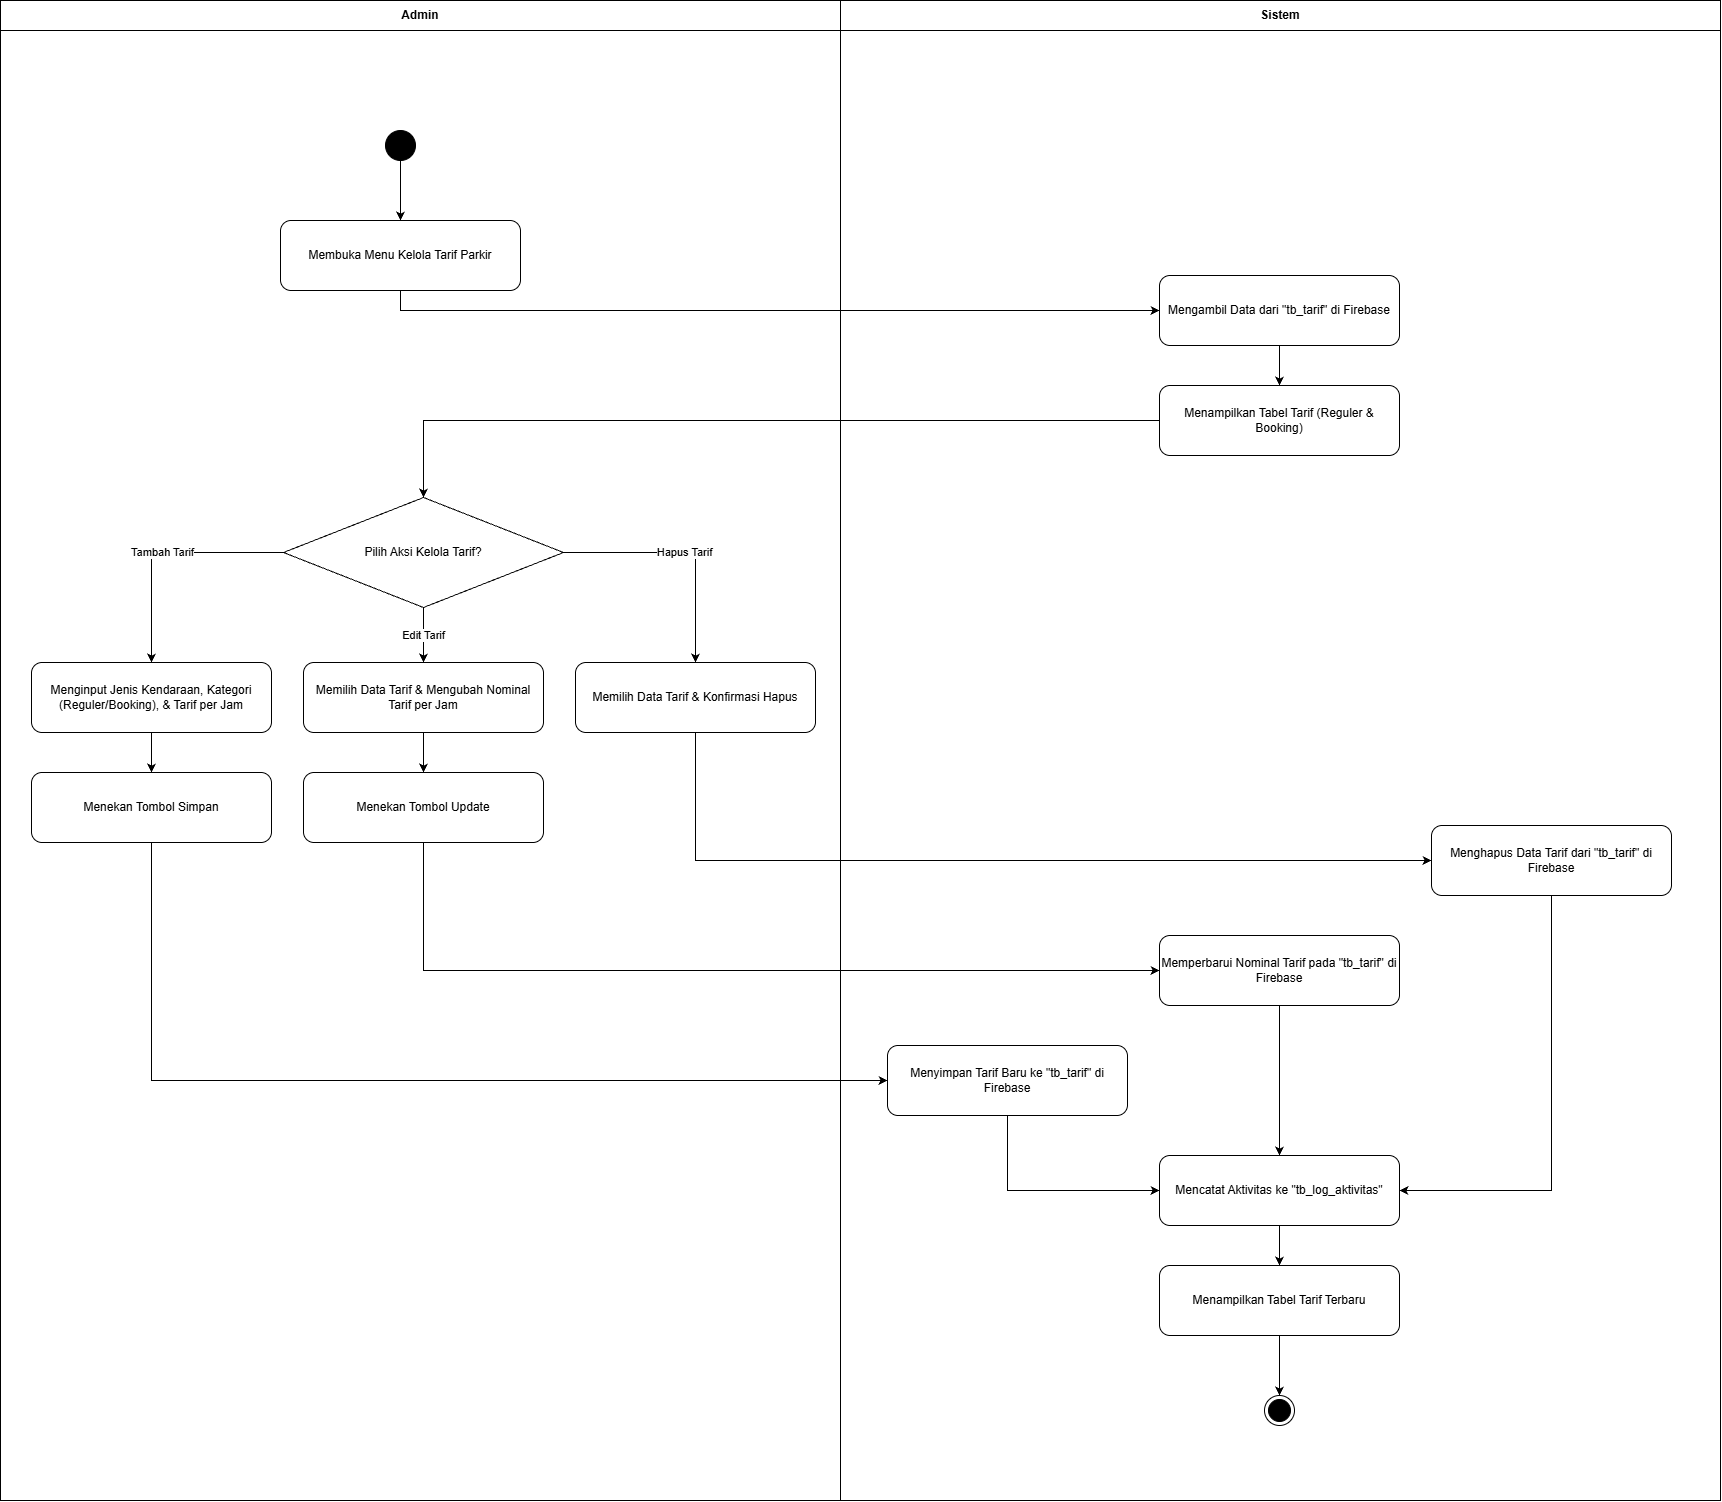 Admin
Sistem
Membuka Menu Kelola Tarif Parkir
Mengambil Data dari "tb_tarif" di Firebase
Menampilkan Tabel Tarif (Reguler &
Booking)
Pilih Aksi Kelola Tarif?
Tambah Tarif
Hapus Tarif
Edit Tarif
Menginput Jenis Kendaraan, Kategori
(Reguler/Booking), & Tarif per Jam
Memilih Data Tarif & Mengubah Nominal
Tarif per Jam
Memilih Data Tarif & Konfirmasi Hapus
Menekan Tombol Simpan
Menekan Tombol Update
Menghapus Data Tarif dari "tb_tarif" di
Firebase
Memperbarui Nominal Tarif pada "tb_tarif" di
Firebase
Menyimpan Tarif Baru ke "tb_tarif" di
Firebase
Mencatat Aktivitas ke "tb_log_aktivitas"
Menampilkan Tabel Tarif Terbaru